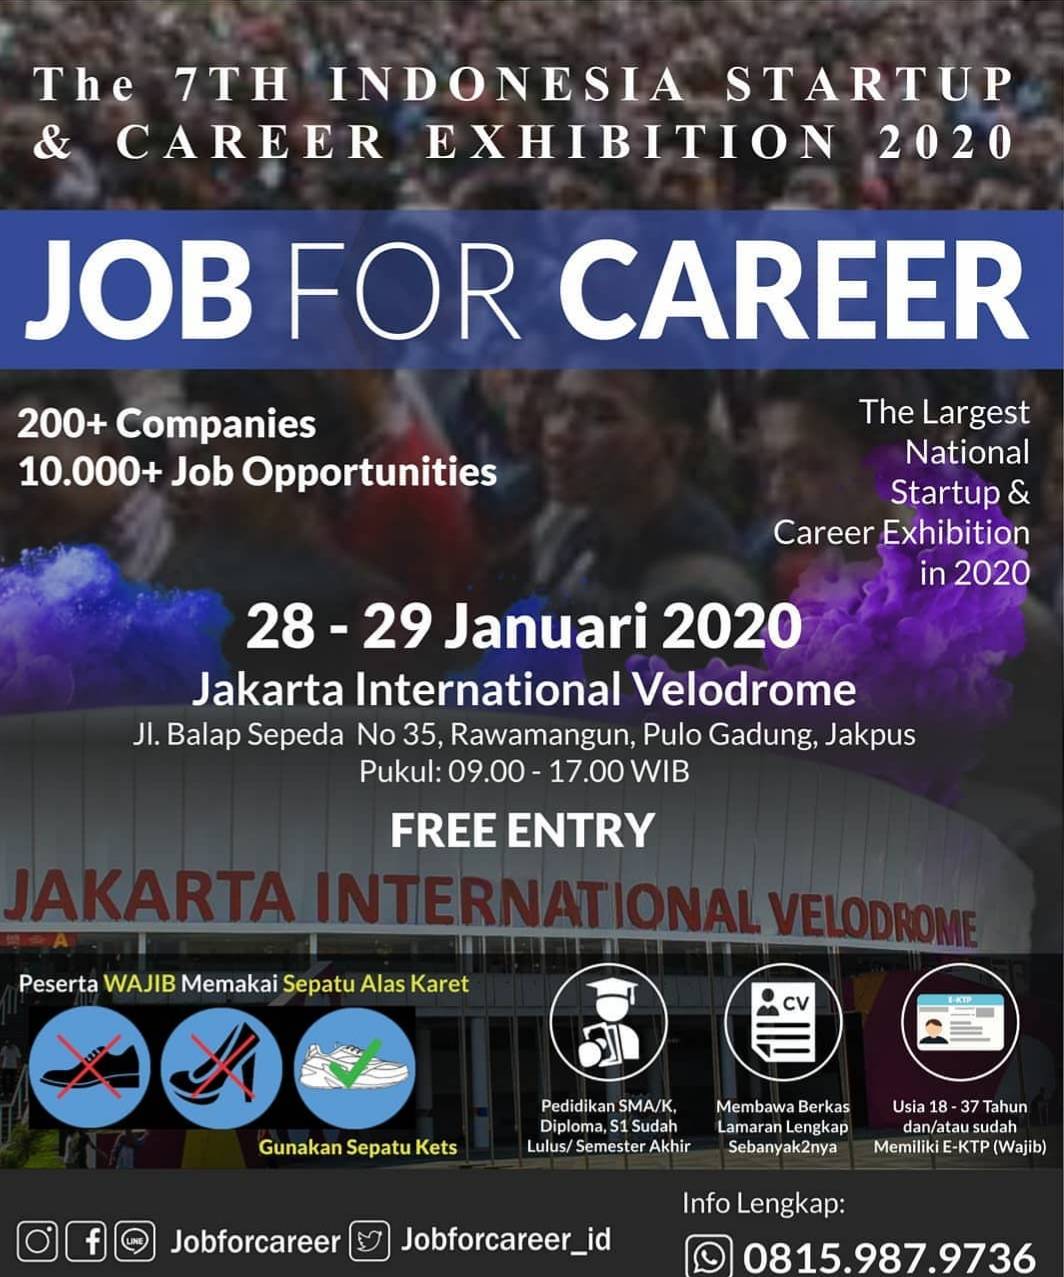 The 7TH INDONESIA STARTUP
& CAREER EXHIBITION 2020
JOB FOR CAREER
200+ Companies
10.000+ Job Opportunities
The Largest
National
Startup &
Career Exhibition
in 2020
28 - 29 Januari 2020
Jakarta International Velodrome
Jl. Balap Sepeda No 35, Rawamangun, Pulo Gadung, Jakpus
Pukul: 09.00 - 17.00 WIB
FREE ENTRY
JAKARTA INTERNATIONAL VELODROME
A
Peserta WAJIB Memakai Sepatu Alas Karet
Gunakan Sepatu Kets
Pedidikan SMA/K,
Diploma, S1 Sudah
Lulus/ Semester Akhir
CV
Membawa Berkas
Lamaran Lengkap
Sebanyak2nya
E-KTP
Usia 18 - 37 Tahun
dan/atau sudah
Memiliki E-KTP (Wajib)
LINE
Jobforcareer
Jobforcareer_id
Info Lengkap:
0815.987.9736